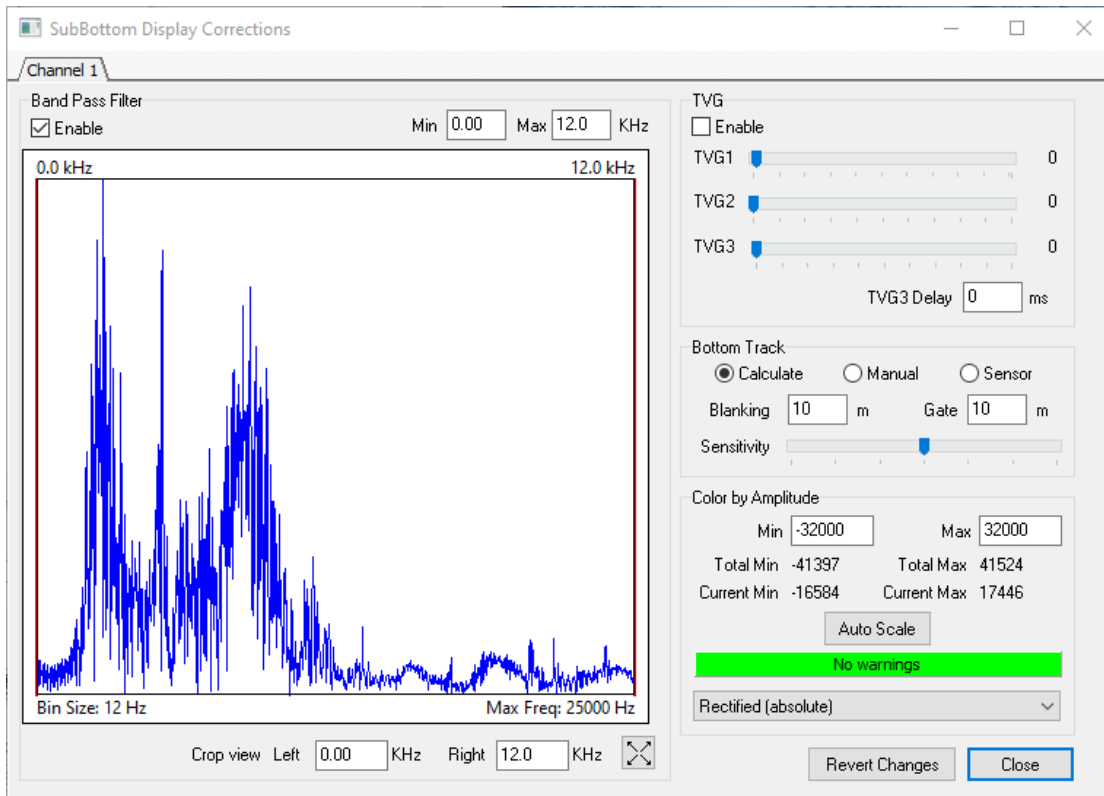 SubBottom Display Corrections
Channel 1
Band Pass Filter
Enable Min 0.00 Max 12.0 KHz
0.0 kHz 12.0 kHz
Bin Size: 12 Hz Max Freq: 25000 Hz
Crop view Left 0.00 KHz Right 12.0 KHz
TVG
Enable
TVG1 0
TVG2 0
TVG3 0
TVG3 Delay 0 ms
Bottom Track
Calculate Manual Sensor
Blanking 10 m Gate 10 m
Sensitivity
Color by Amplitude
Min -32000 Max 32000
Total Min -41397 Total Max 41524
Current Min -16584 Current Max 17446
Auto Scale
No warnings
Rectified (absolute)
Revert Changes Close